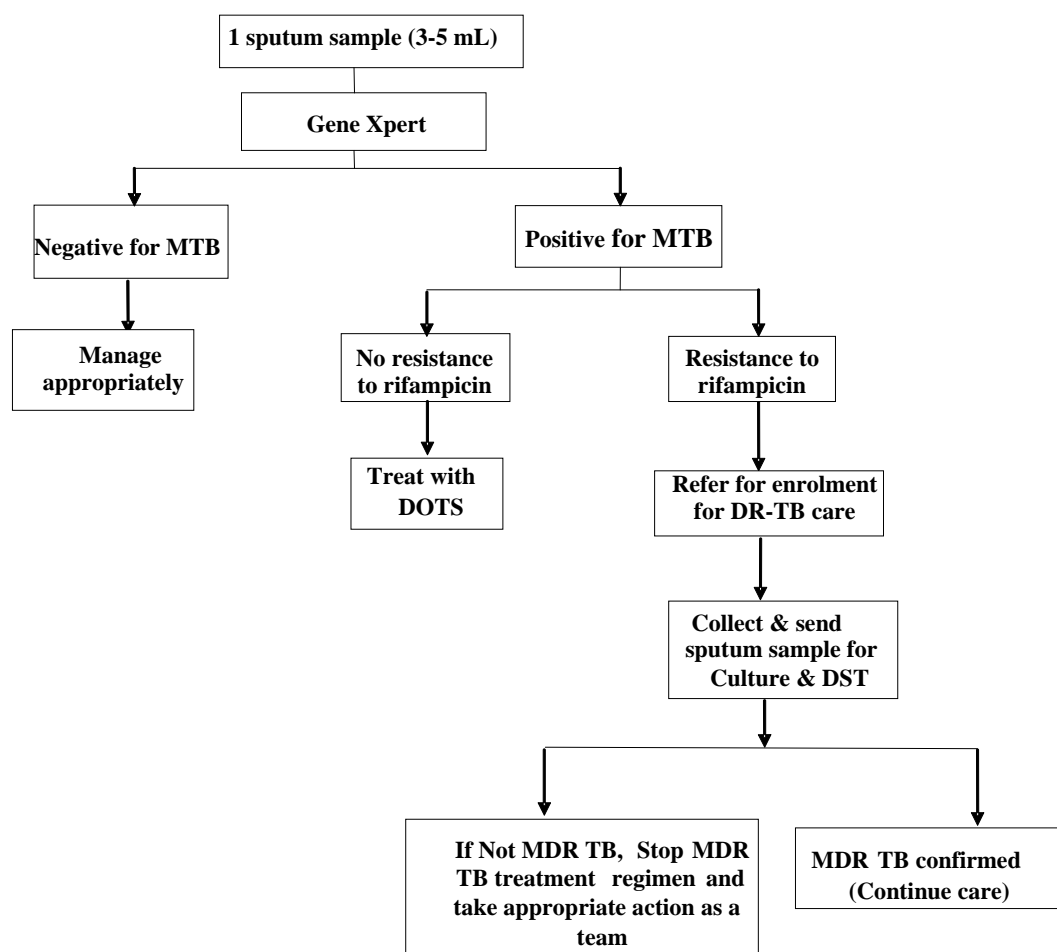 1 sputum sample (3-5 mL)
Gene Xpert
Negative for MTB
Positive for MTB
Manage
appropriately
No resistance
to rifampicin
Resistance to
rifampicin
Treat with
DOTS
Refer for enrolment
for DR-TB care
Collect & send
sputum sample for
Culture & DST
If Not MDR TB, Stop MDR
TB treatment regimen and
take appropriate action as a
team
MDR TB confirmed
(Continue care)